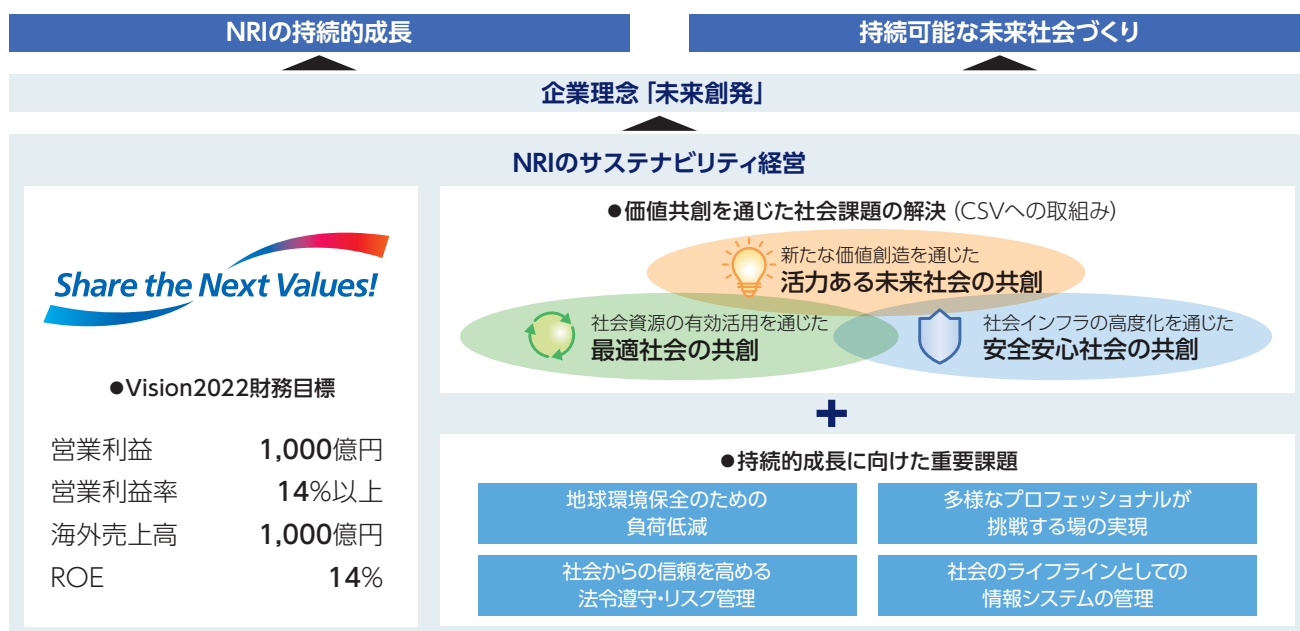 NRIの持続的成長
持続可能な未来社会づくり
企業理念「未来創発」
NRIのサステナビリティ経営
Share the Next Values!
●Vision2022財務目標
営業利益 1,000億円
営業利益率 14%以上
海外売上高 1,000億円
ROE 14%
●価値共創を通じた社会課題の解決（CSVへの取組み）
新たな価値創造を通じた
活力ある未来社会の共創
社会資源の有効活用を通じた
最適社会の共創
社会インフラの高度化を通じた
安全安心社会の共創
+
●持続的成長に向けた重要課題
地球環境保全のための
負荷低減
多様なプロフェッショナルが
挑戦する場の実現
社会からの信頼を高める
法令遵守・リスク管理
社会のライフラインとしての
情報システムの管理